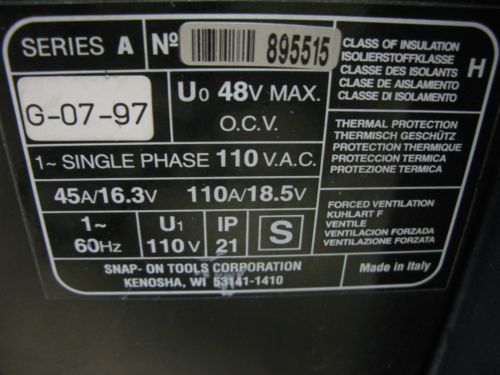 SERIES A Nº 895515
G-07-97
U0 48V MAX.
O.C.V.
1~ SINGLE PHASE 110 V.A.C.
45A/16.3V 110A/18.5V
1~ U1 IP S
60Hz 110V 21
SNAP-ON TOOLS CORPORATION
KENOSHA, WI 53141-1410
CLASS OF INSULATION
ISOLIERSTOFFKLASSE
CLASSE DES ISOLANTS
CLASE DE AISLAMIENTO
CLASSE DI ISOLAMENTO
H
THERMAL PROTECTION
THERMISCH GESCHÜTZ
PROTECTION THERMIQUE
PROTECCION TERMICA
PROTEZIONE TERMICA
FORCED VENTILATION
KUHLART F
VENTILE
VENTILACION FORZADA
VENTILAZIONE FORZATA
Made in Italy